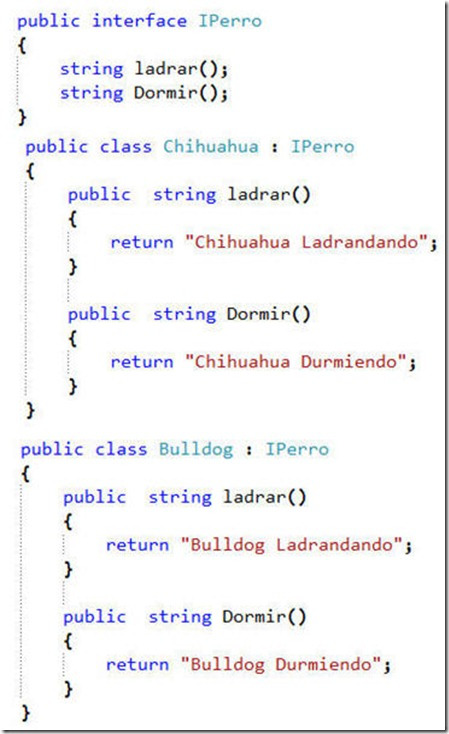 public interface IPerro
{
string ladrar();
string Dormir();
}
public class Chihuahua : IPerro
{
public  string ladrar()
{
return "Chihuahua Ladrandando";
}
public  string Dormir()
{
return "Chihuahua Durmiendo";
}
}
public class Bulldog : IPerro
{
public  string ladrar()
{
return "Bulldog Ladrandando";
}
public  string Dormir()
{
return "Bulldog Durmiendo";
}
}